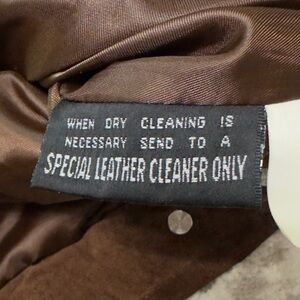 WHEN DRY CLEANING IS
NECESSARY SEND TO A
SPECIAL LEATHER CLEANER ONLY